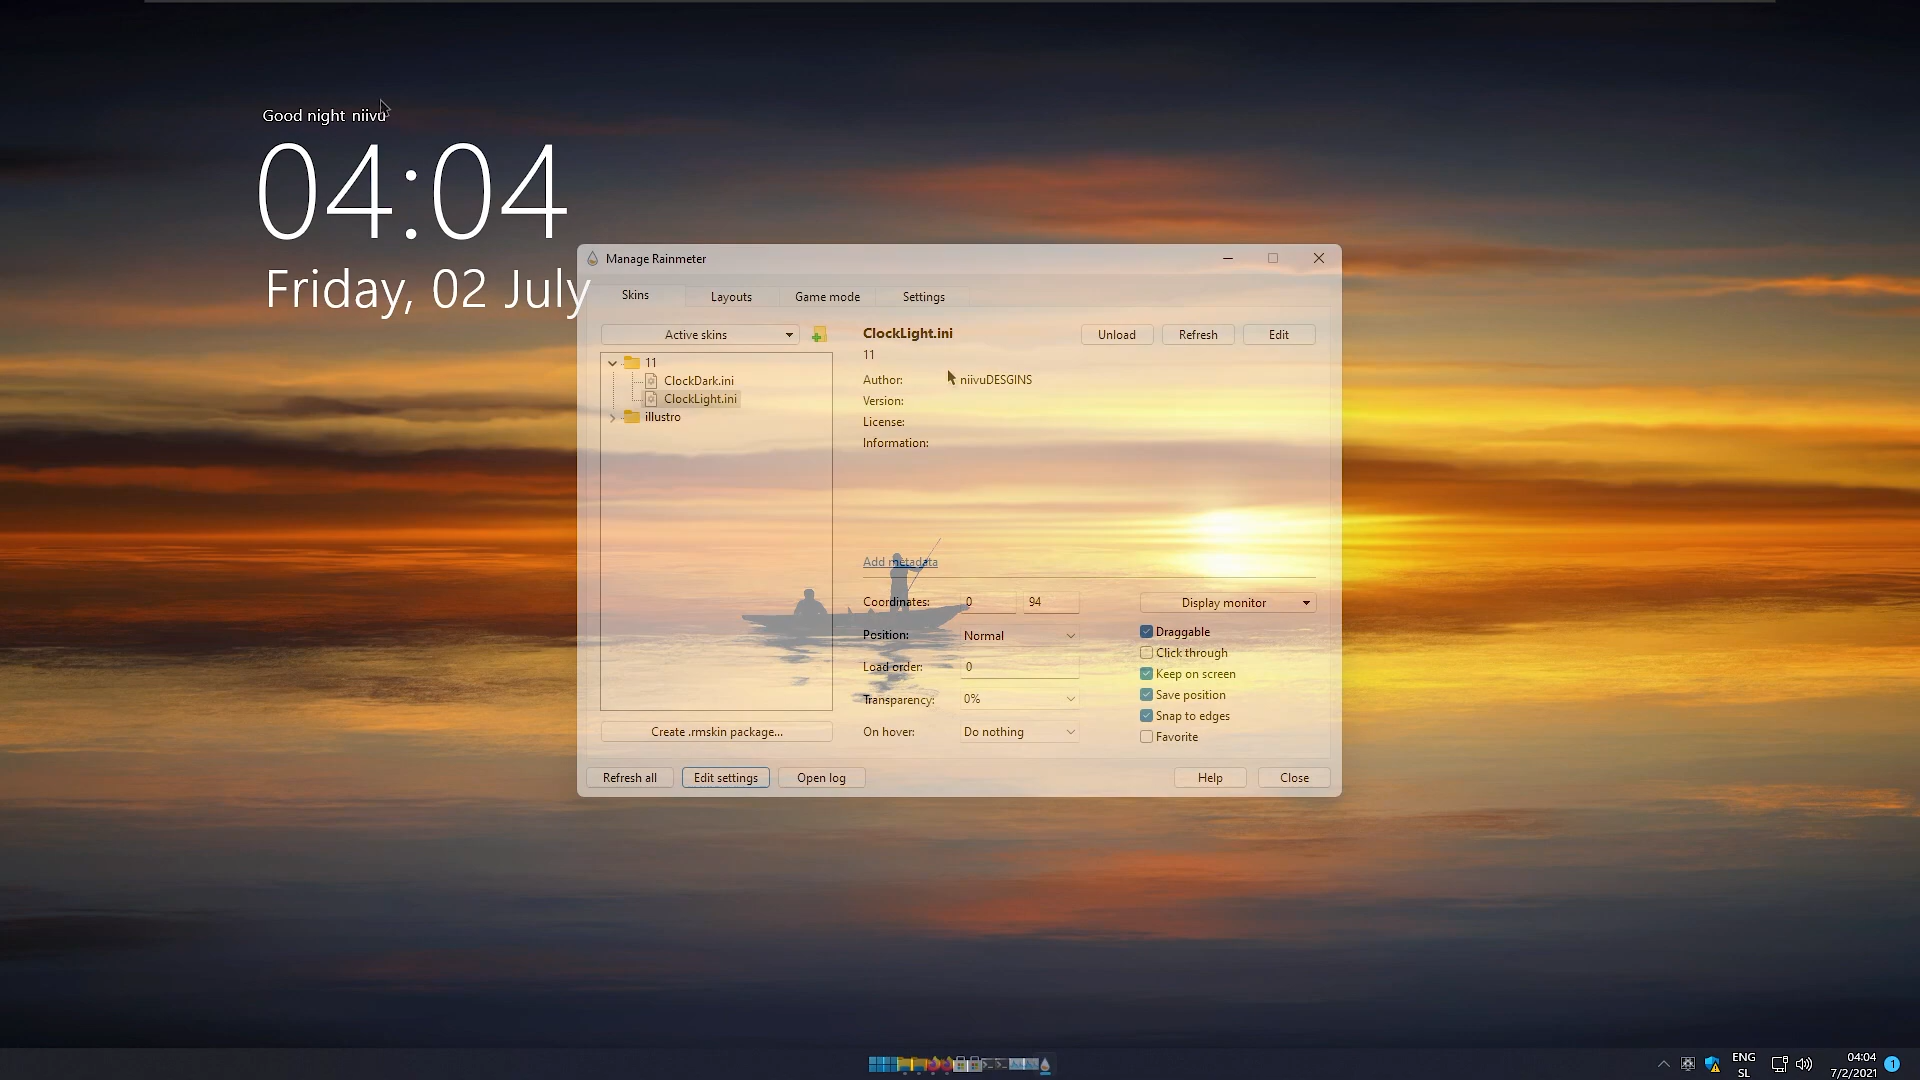 Good night niivu
04:04
Friday, 02 July
Manage Rainmeter
Skins
Layouts
Game mode
Settings
Active skins
11
ClockDark.ini
ClockLight.ini
illustro
Create .rmskin package...
ClockLight.ini
11
Unload
Refresh
Edit
Author: niivuDESGINS
Version:
License:
Information:
Add metadata
Coordinates: 0 94
Position: Normal
Load order: 0
Transparency: 0%
On hover: Do nothing
Display monitor
Draggable
Click through
Keep on screen
Save position
Snap to edges
Favorite
Refresh all
Edit settings
Open log
Help
Close
ENG
SL
04:04
7/2/2021
1